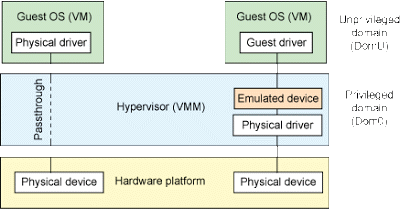 Guest OS (VM)
Physical driver
Guest OS (VM)
Guest driver
Unprivileged
domain
(DomU)
Passthrough
Hypervisor (VMM)
Emulated device
Physical driver
Privileged
domain
(Dom0)
Physical device
Hardware platform
Physical device